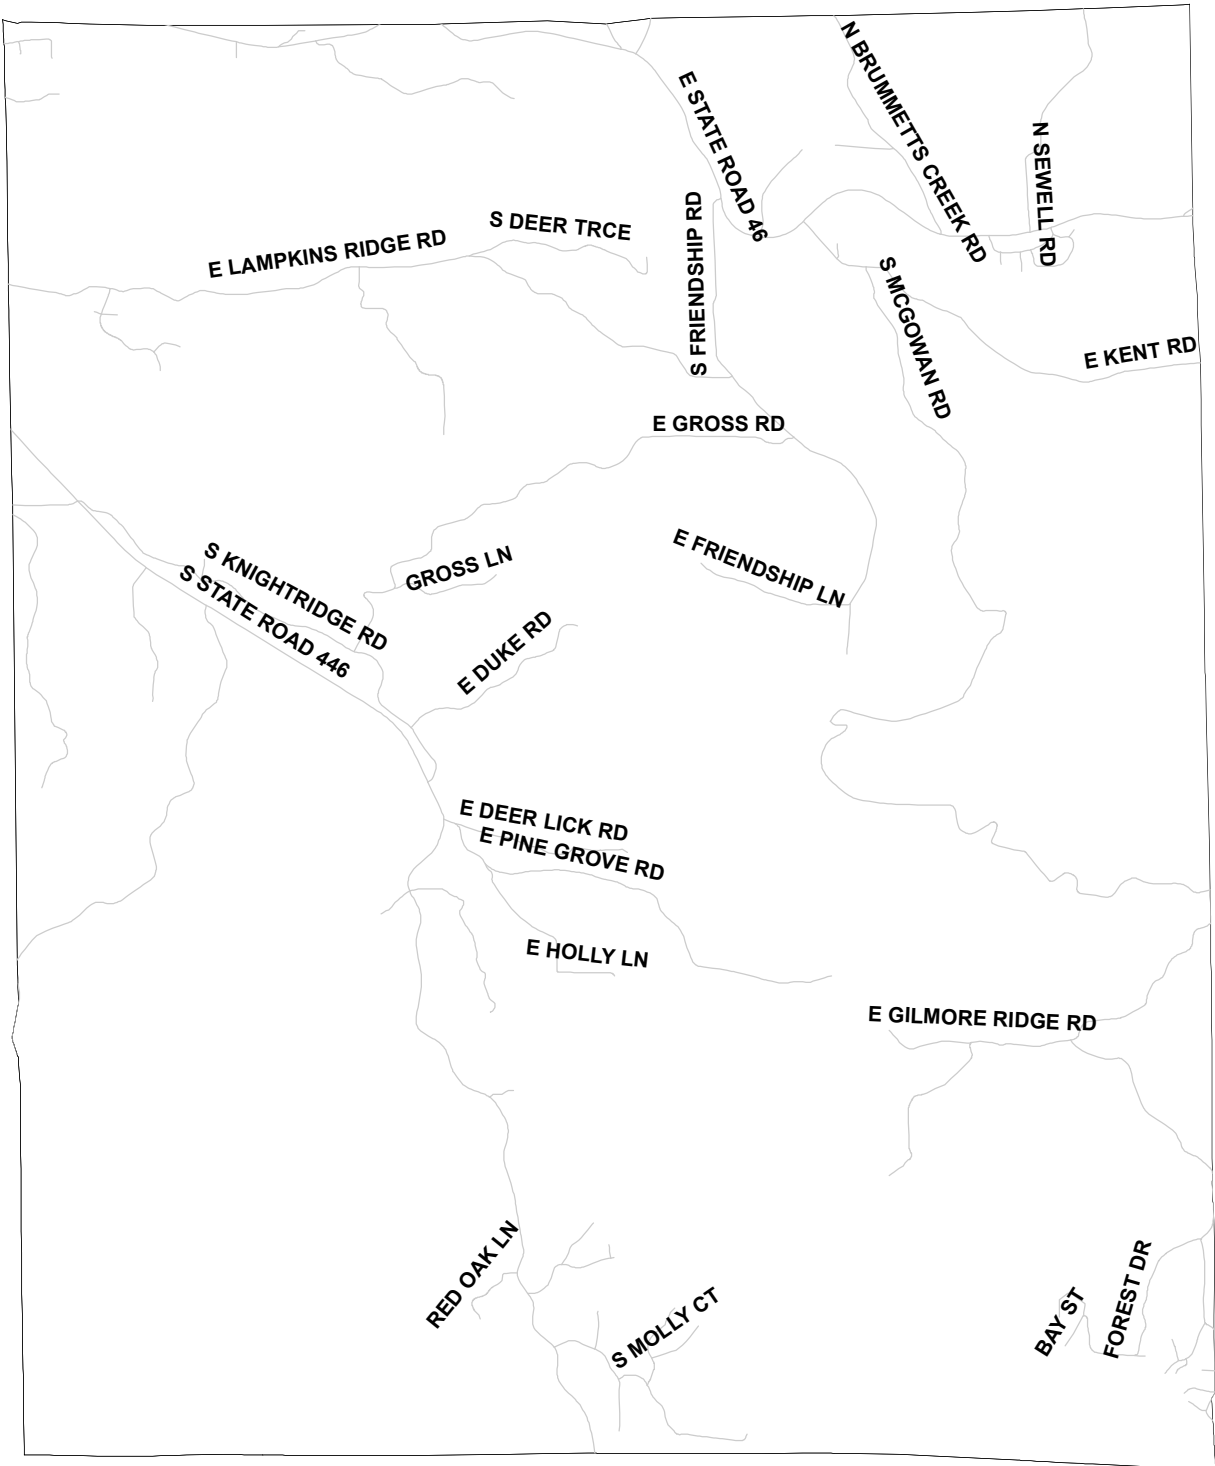 N BRUMMETTS CREEK RD
E STATE ROAD 46
N SEWELL RD
S FRIENDSHIP RD
S DEER TRCE
E LAMPKINS RIDGE RD
S MCGOWAN RD
E KENT RD
E GROSS RD
E FRIENDSHIP LN
GROSS LN
S KNIGHTRIDGE RD
S STATE ROAD 446
E DUKE RD
E DEER LICK RD
E PINE GROVE RD
E HOLLY LN
E GILMORE RIDGE RD
RED OAK LN
S MOLLY CT
BAY ST
FOREST DR